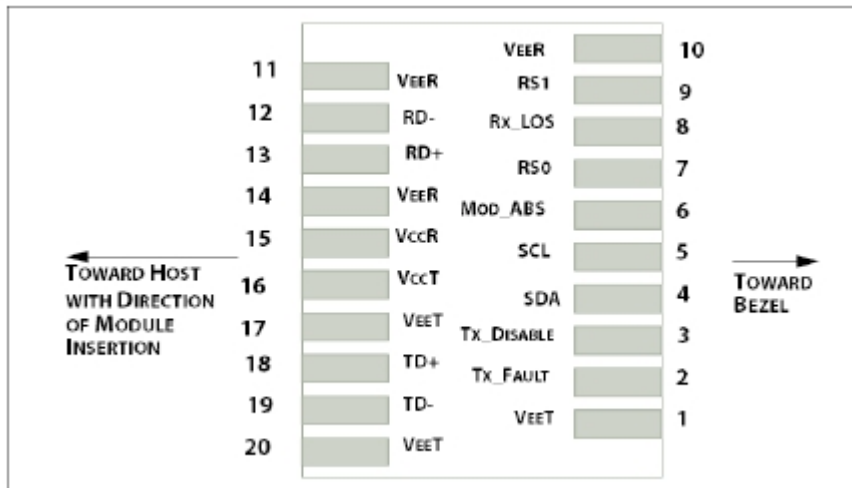 VEER 10
11 VEER RS1 9
12 RD- RX_LOS 8
13 RD+ RS0 7
14 VEER MOD_ABS 6
15 VCCR SCL 5
TOWARD HOST
WITH DIRECTION
OF MODULE
INSERTION
16 VCCT SDA 4
TOWARD
BEZEL
17 VEET TX_DISABLE 3
18 TD+ TX_FAULT 2
19 TD- VEET 1
20 VEET